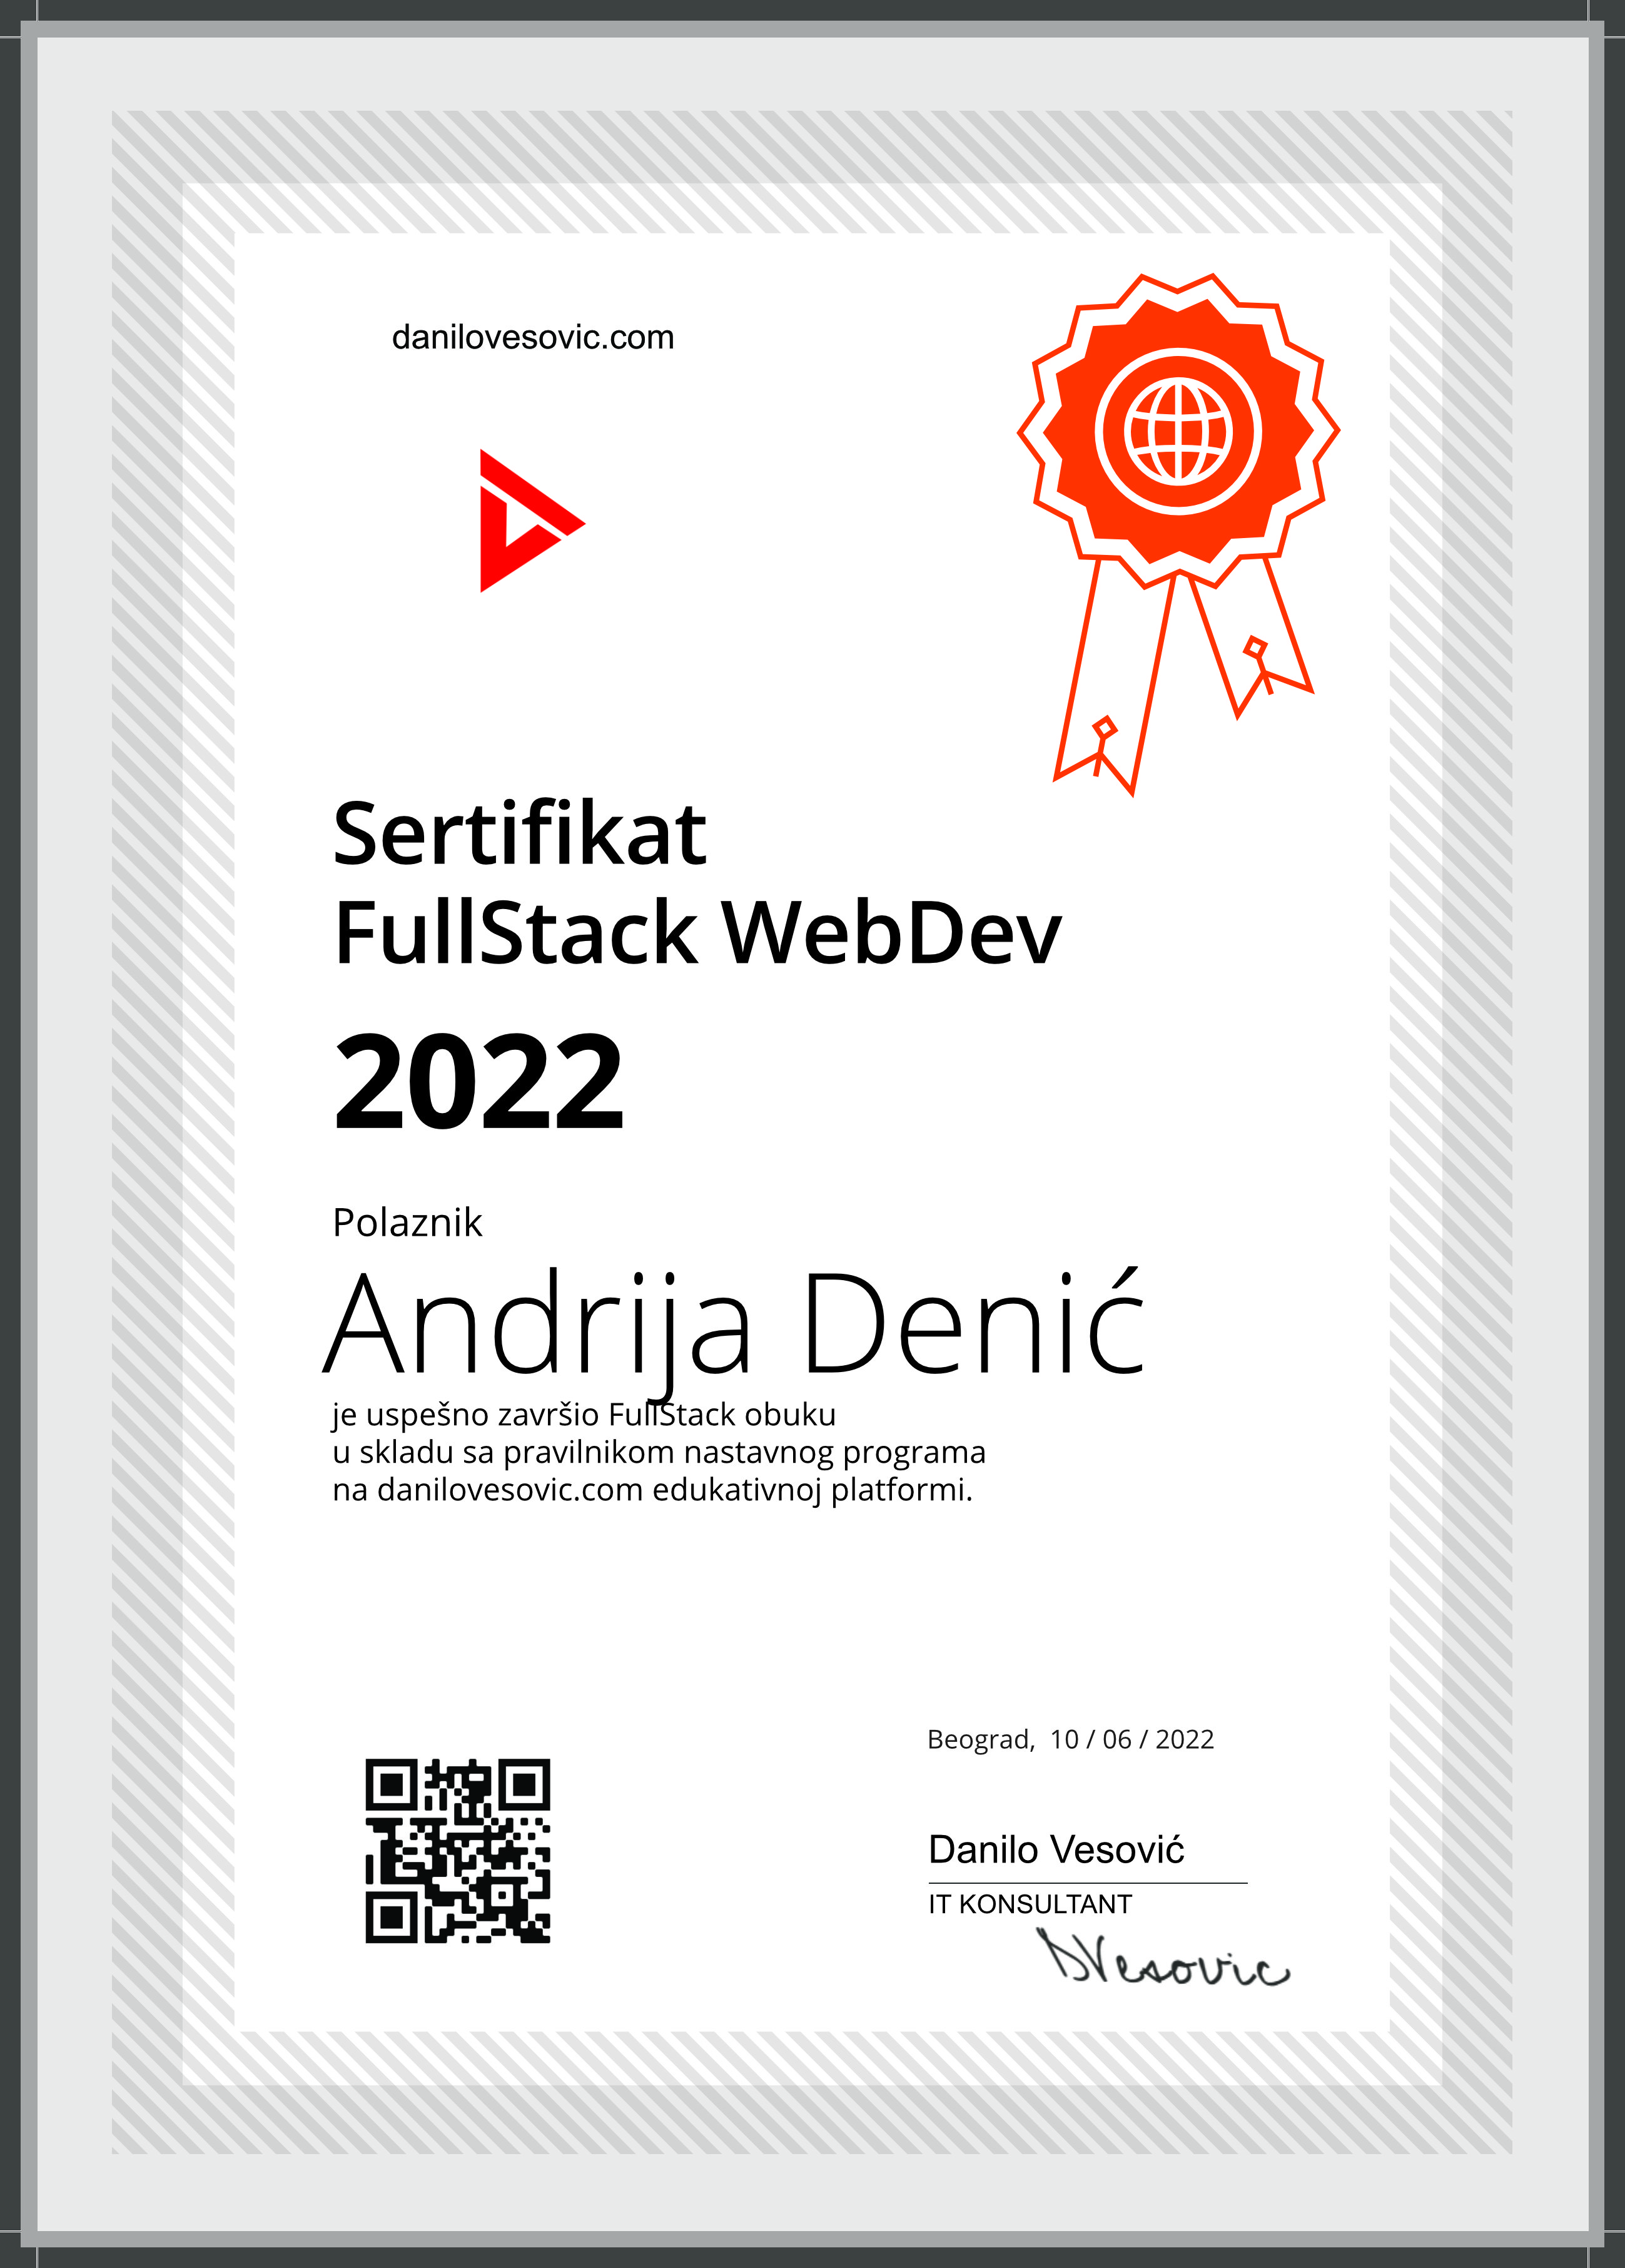 danilovesovic.com
Sertifikat
FullStack WebDev
2022
Polaznik
Andrija Denić
je uspešno završio FullStack obuku
u skladu sa pravilnikom nastavnog programa
na danilovesovic.com edukativnoj platformi.
Beograd, 10 / 06 / 2022
Danilo Vesović
IT KONSULTANT
DVesovic